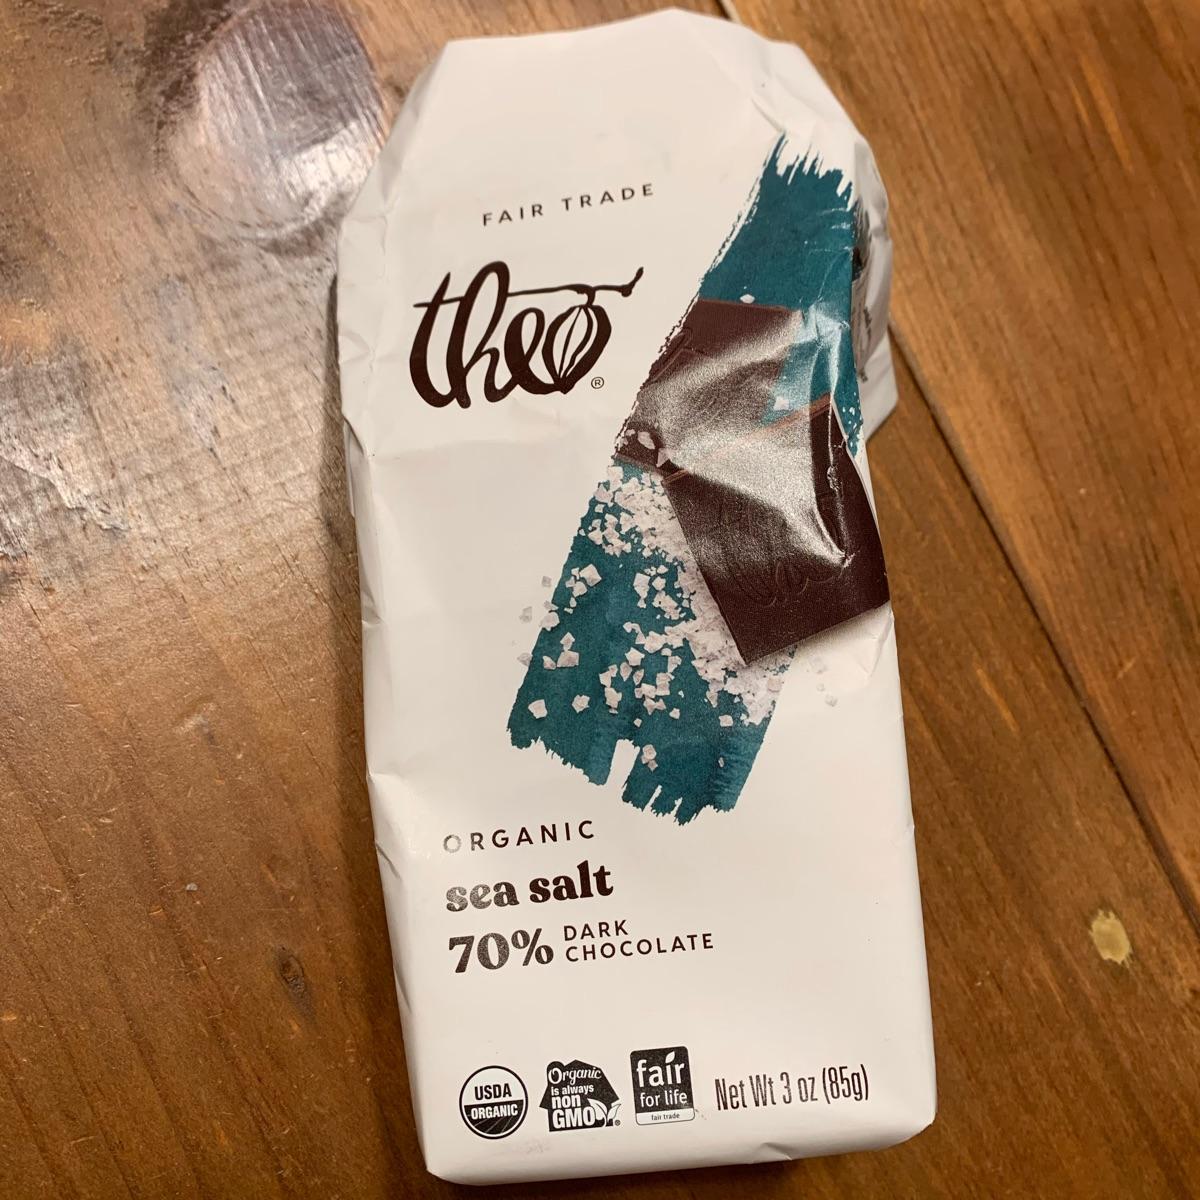 FAIR TRADE
theo®
ORGANIC
sea salt
70% DARK
CHOCOLATE
USDA
ORGANIC
Organic
is always
non
GMO®
fair
for life
fair trade
Net Wt 3 oz (85g)